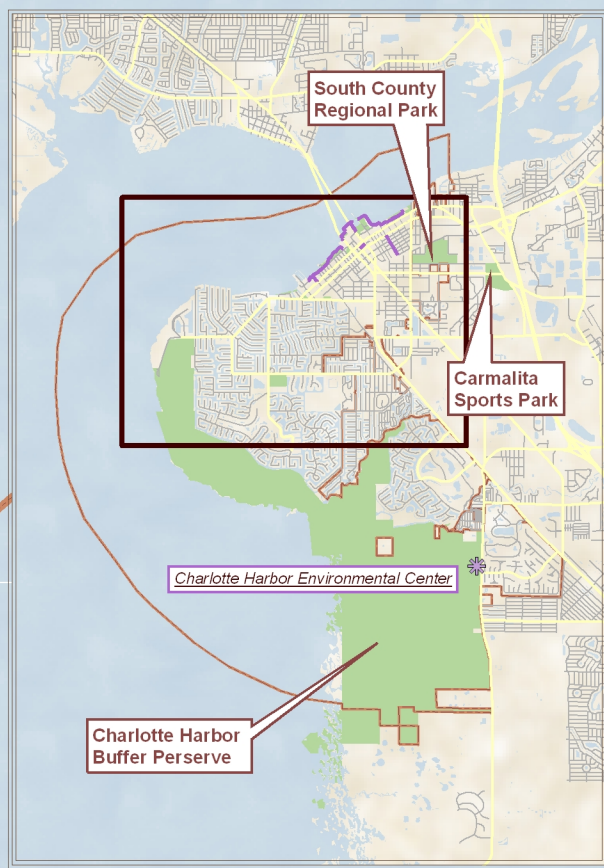 South County
Regional Park
Carmalita
Sports Park
Charlotte Harbor Environmental Center
Charlotte Harbor
Buffer Perserve